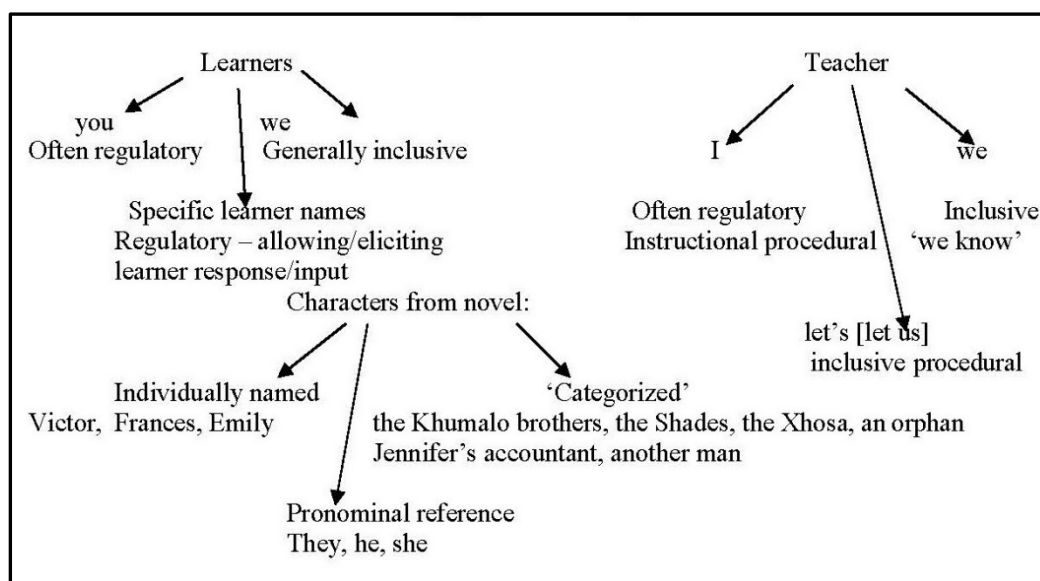 Learners
you
Often regulatory
we
Generally inclusive
Specific learner names
Regulatory – allowing/eliciting
learner response/input
Teacher
I
Often regulatory
Instructional procedural
we
Inclusive
‘we know’
let's [let us]
inclusive procedural
Characters from novel:
Individually named
Victor, Frances, Emily
‘Categorized’
the Khumalo brothers, the Shades, the Xhosa, an orphan
Jennifer's accountant, another man
Pronominal reference
They, he, she